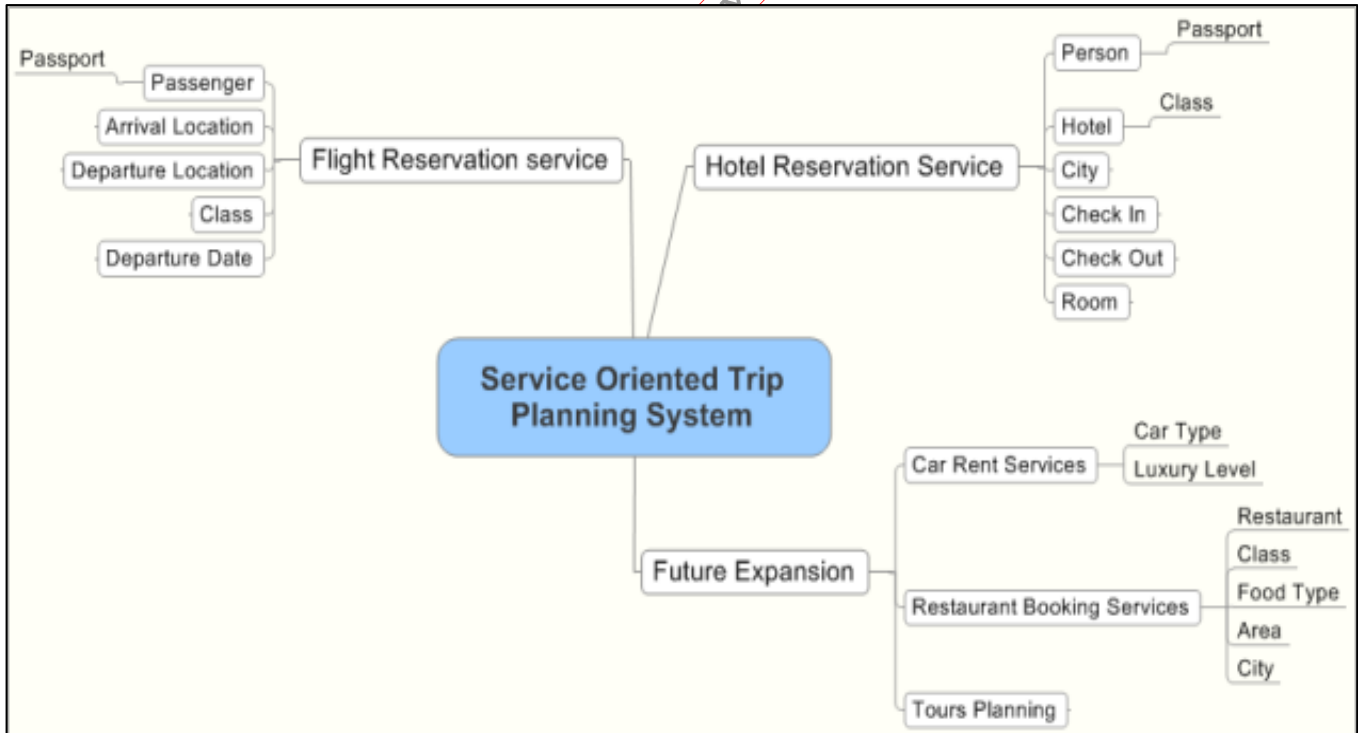 Passport
Passenger
Arrival Location
Departure Location
Class
Departure Date
Flight Reservation service
Hotel Reservation Service
Person
Passport
Hotel
Class
City
Check In
Check Out
Room
Service Oriented Trip
Planning System
Future Expansion
Car Rent Services
Car Type
Luxury Level
Restaurant Booking Services
Restaurant
Class
Food Type
Area
City
Tours Planning